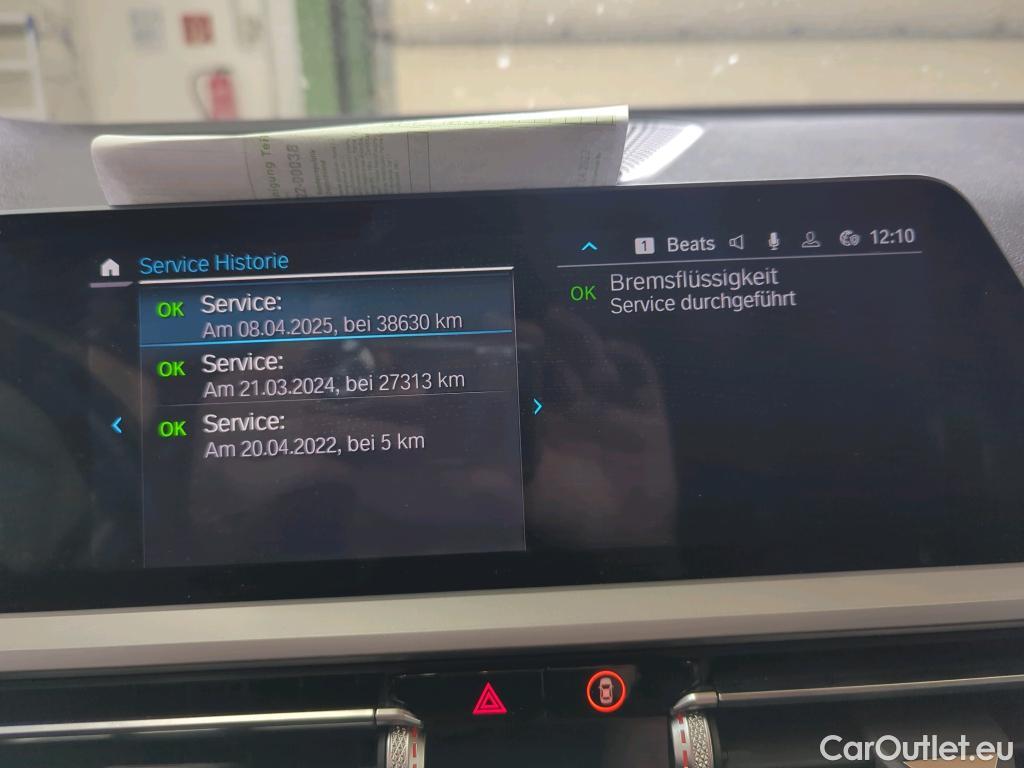 Service Historie
OK Service:
Am 08.04.2025, bei 38630 km
OK Service:
Am 21.03.2024, bei 27313 km
OK Service:
Am 20.04.2022, bei 5 km
1 Beats 12:10
OK Bremsflüssigkeit
Service durchgeführt
CarOutlet.eu